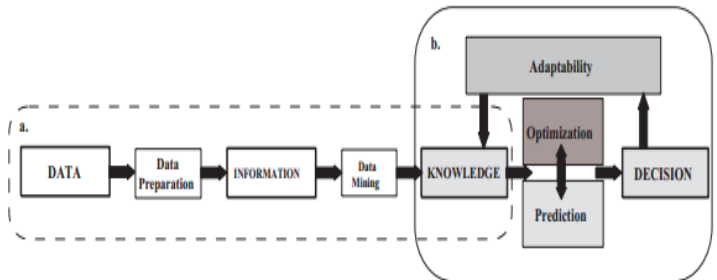 b.
Adaptability
a.
Optimization
DATA
Data
Preparation
INFORMATION
Data
Mining
KNOWLEDGE
DECISION
Prediction